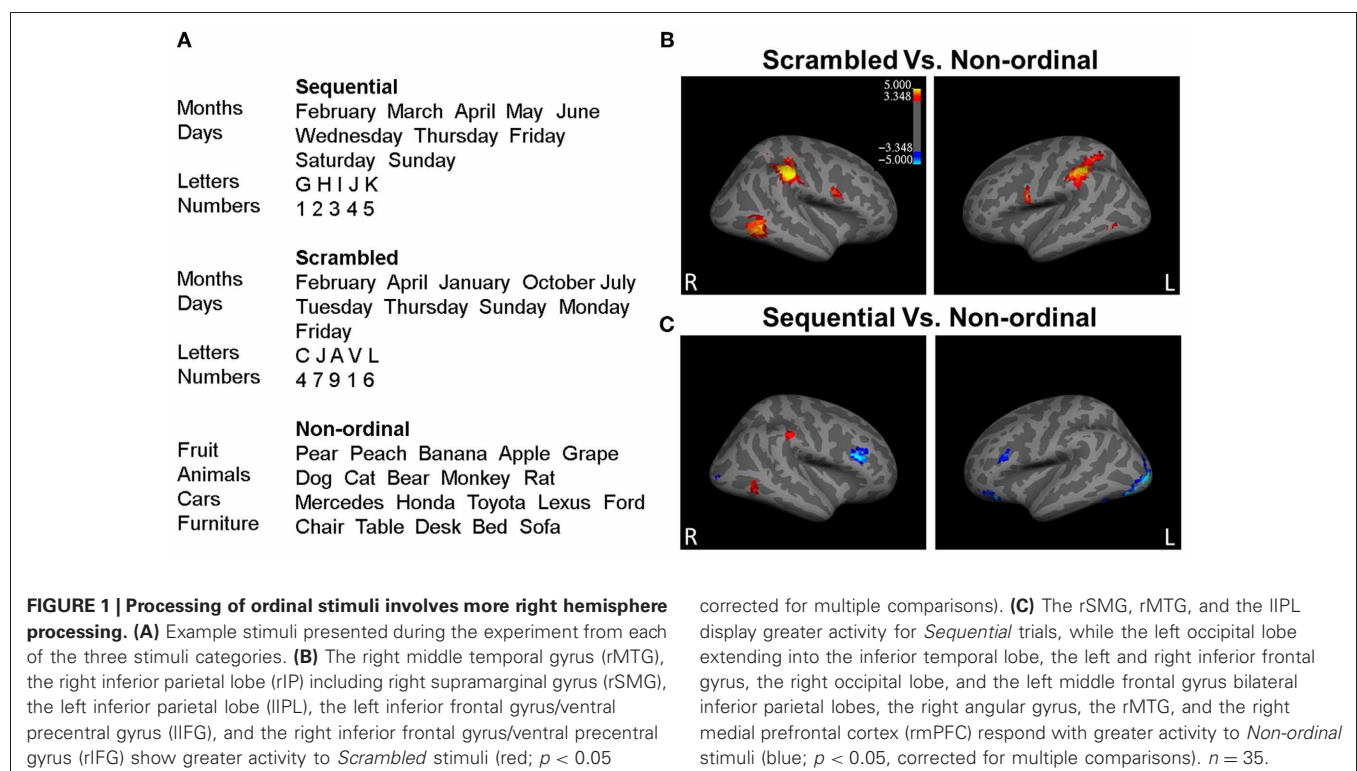 A
Sequential
Months February March April May June
Days Wednesday Thursday Friday
Saturday Sunday
Letters G H I J K
Numbers 1 2 3 4 5
Scrambled
Months February April January October July
Days Tuesday Thursday Sunday Monday
Friday
Letters C J A V L
Numbers 4 7 9 1 6
Non-ordinal
Fruit Pear Peach Banana Apple Grape
Animals Dog Cat Bear Monkey Rat
Cars Mercedes Honda Toyota Lexus Ford
Furniture Chair Table Desk Bed Sofa
B
Scrambled Vs. Non-ordinal
5.000
3.348
−3.348
−5.000
R
L
C
Sequential Vs. Non-ordinal
R
L
FIGURE 1 | Processing of ordinal stimuli involves more right hemisphere
processing. (A) Example stimuli presented during the experiment from each
of the three stimuli categories. (B) The right middle temporal gyrus (rMTG),
the right inferior parietal lobe (rIP) including right supramarginal gyrus (rSMG),
the left inferior parietal lobe (lIPL), the left inferior frontal gyrus/ventral
precentral gyrus (lIFG), and the right inferior frontal gyrus/ventral precentral
gyrus (rIFG) show greater activity to Scrambled stimuli (red; p < 0.05
corrected for multiple comparisons). (C) The rSMG, rMTG, and the lIPL
display greater activity for Sequential trials, while the left occipital lobe
extending into the inferior temporal lobe, the left and right inferior frontal
gyrus, the right occipital lobe, and the left middle frontal gyrus bilateral
inferior parietal lobes, the right angular gyrus, the rMTG, and the right
medial prefrontal cortex (rmPFC) respond with greater activity to Non-ordinal
stimuli (blue; p < 0.05, corrected for multiple comparisons). n = 35.